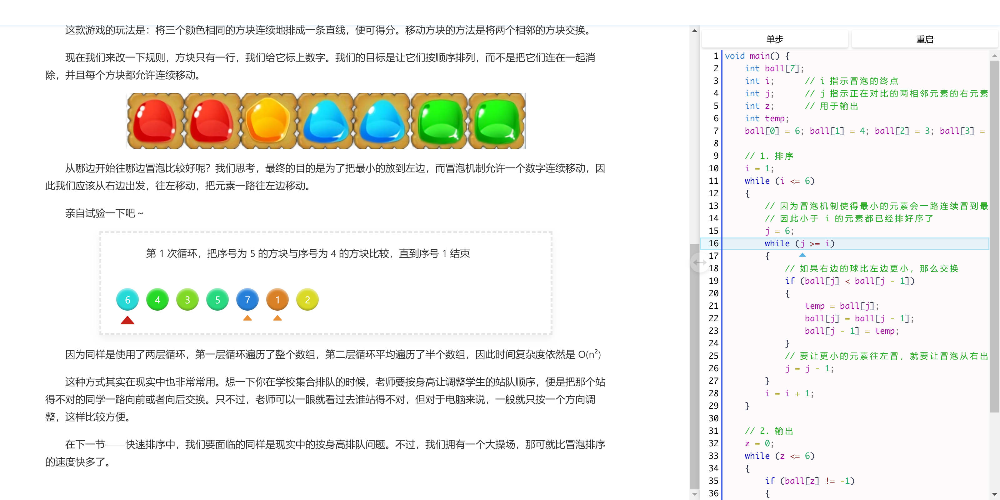 这款游戏的玩法是：将三个颜色相同的方块连续地排成一条直线，便可得分。移动方块的方法是将两个相邻的方块交换。
现在我们来改一下规则，方块只有一行，我们给它标上数字。我们的目标是让它们按顺序排列，而不是把它们连在一起消
除，并且每个方块都允许连续移动。
从哪边开始往哪边冒泡比较好呢？我们思考，最终的目的是为了把最小的放到左边，而冒泡机制允许一个数字连续移动，因
此我们应该从右边出发，往左移动，把元素一路往左边移动。
亲自试验一下吧～
第 1 次循环，把序号为 5 的方块与序号为 4 的方块比较，直到序号 1 结束
6 4 3 5 7 1 2
因为同样是使用了两层循环，第一层循环遍历了整个数组，第二层循环平均遍历了半个数组，因此时间复杂度依然是 O(n²)
这种方式其实在现实中也非常常用。想一下你在学校集合排队的时候，老师要按身高让调整学生的站队顺序，便是把那个站
得不对的同学一路向前或者向后交换。只不过，老师可以一眼就看过去谁站得不对，但对于电脑来说，一般就只按一个方向调
整，这样比较方便。
在下一节——快速排序中，我们要面临的同样是现实中的按身高排队问题。不过，我们拥有一个大操场，那可就比冒泡排序
的速度快多了。
单步 重启
1 void main() {
2 int ball[7];
3 int i; // i 指示冒泡的终点
4 int j; // j 指示正在对比的两相邻元素的右元素
5 int z; // 用于输出
6 int temp;
7 ball[0] = 6; ball[1] = 4; ball[2] = 3; ball[3] =
8
9 // 1. 排序
10 i = 1;
11 while (i <= 6)
12 {
13 // 因为冒泡机制使得最小的元素会一路连续冒到最
14 // 因此小于 i 的元素都已经排好序了
15 j = 6;
16 while (j >= i)
17 {
18 // 如果右边的球比左边更小，那么交换
19 if (ball[j] < ball[j - 1])
20 {
21 temp = ball[j];
22 ball[j] = ball[j - 1];
23 ball[j - 1] = temp;
24 }
25 // 要让更小的元素往左冒，就要让冒泡从右出
26 j = j - 1;
27 }
28 i = i + 1;
29 }
30
31 // 2. 输出
32 z = 0;
33 while (z <= 6)
34 {
35 if (ball[z] != -1)
36 {